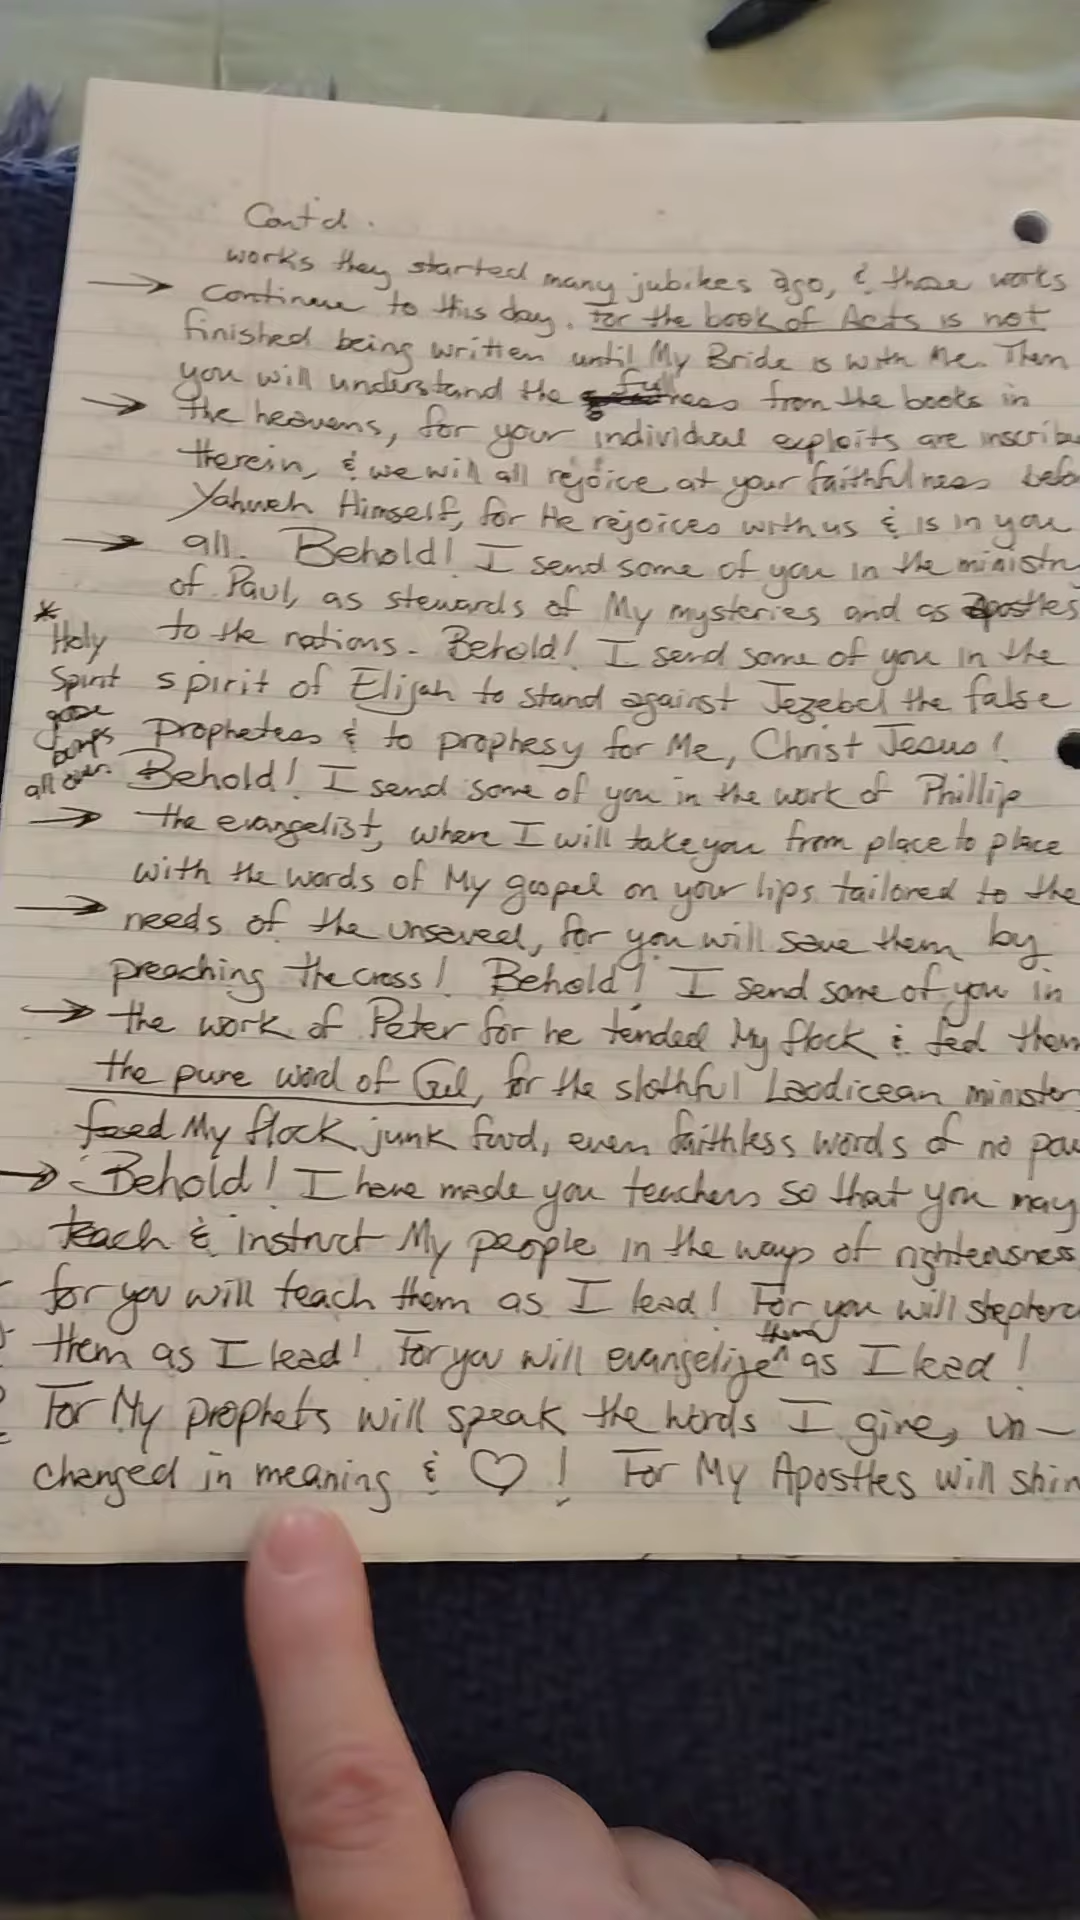 Cont'd.
works they started many jubilees ago, & those works
→ continue to this day. For the book of Acts is not
finished being written until My Bride is with Me. Then
you will understand the fullness from the books in
→ the heavens, for your individual exploits are inscribe
therein, & we will all rejoice at your faithfulness befo
Yahweh Himself, for He rejoices with us & is in you
→ all. Behold! I send some of you in the ministry
of Paul, as stewards of My mysteries and as Apostles
to the nations. Behold! I send some of you in the
spirit of Elijah to stand against Jezebel the false
prophetess & to prophesy for Me, Christ Jesus!
* Holy
Spirit
goose
bumps
all over.
Behold! I send some of you in the work of Phillip
→ the evangelist, where I will take you from place to place
with the words of My gospel on your lips tailored to the
→ needs of the unsaved, for you will save them by
preaching the cross! Behold! I send some of you in
→ the work of Peter for he tended My flock & fed them
the pure word of God, for the slothful Laodicean minister
feed My flock junk food, even faithless words of no pow
→ Behold! I have made you teachers so that you may
teach & instruct My people in the ways of righteousness
for you will teach them as I lead! For you will shepherd
them as I lead! For you will evangelize them as I lead!
For My prophets will speak the words I give, un-
changed in meaning & ♡! For My Apostles will shin